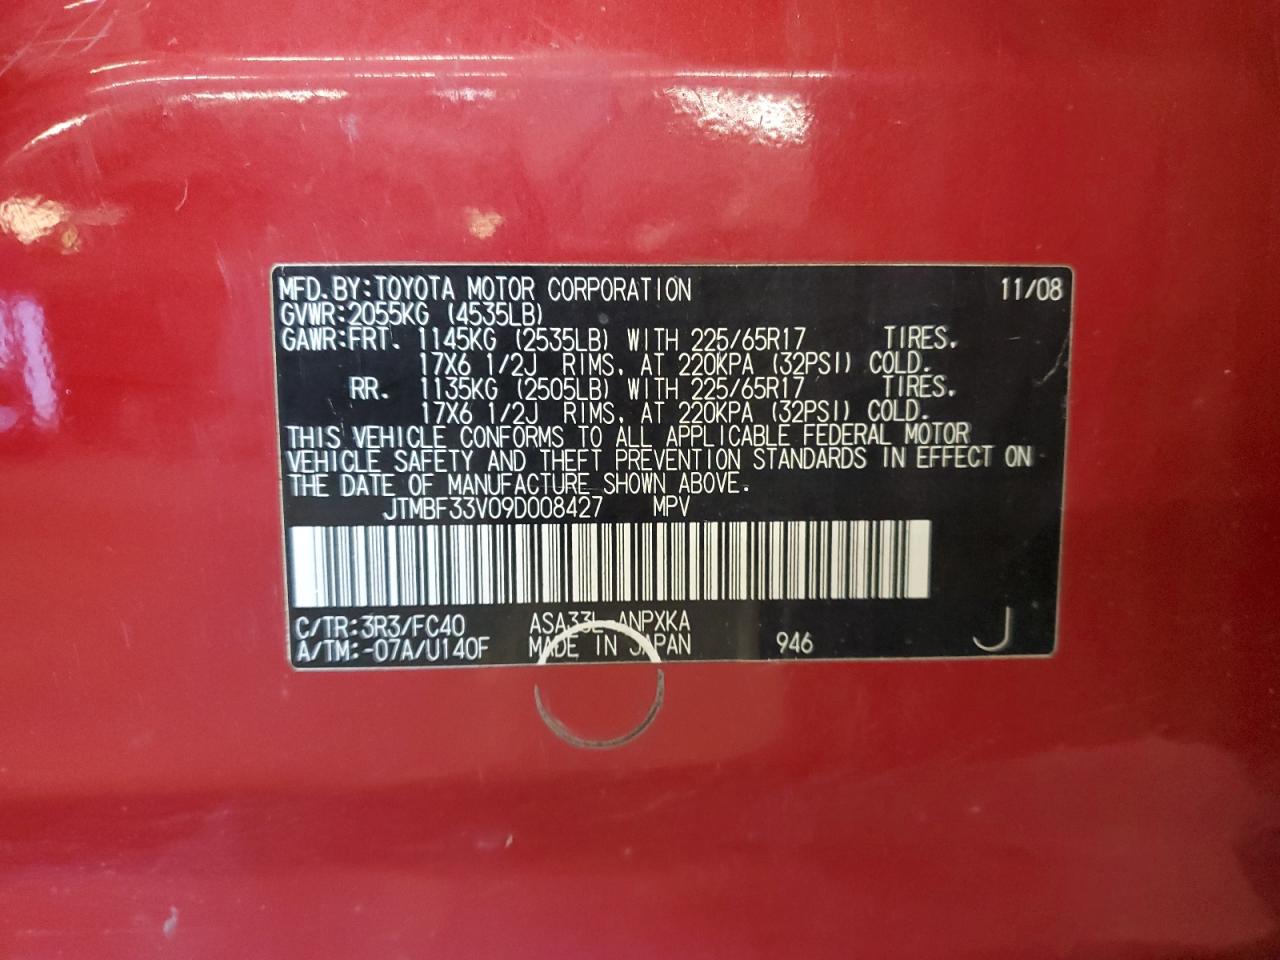 MFD.BY:TOYOTA MOTOR CORPORATION 11/08
GVWR:2055KG (4535LB)
GAWR:FRT. 1145KG (2535LB) WITH 225/65R17 TIRES,
17X6 1/2J RIMS, AT 220KPA (32PSI) COLD.
RR. 1135KG (2505LB) WITH 225/65R17 TIRES,
17X6 1/2J RIMS, AT 220KPA (32PSI) COLD.
THIS VEHICLE CONFORMS TO ALL APPLICABLE FEDERAL MOTOR
VEHICLE SAFETY AND THEFT PREVENTION STANDARDS IN EFFECT ON
THE DATE OF MANUFACTURE SHOWN ABOVE.
JTMBF33V09D008427 MPV
C/TR:3R3/FC40 ASA33L-ANPXKA
A/TM:-07A/U140F MADE IN JAPAN 946 J